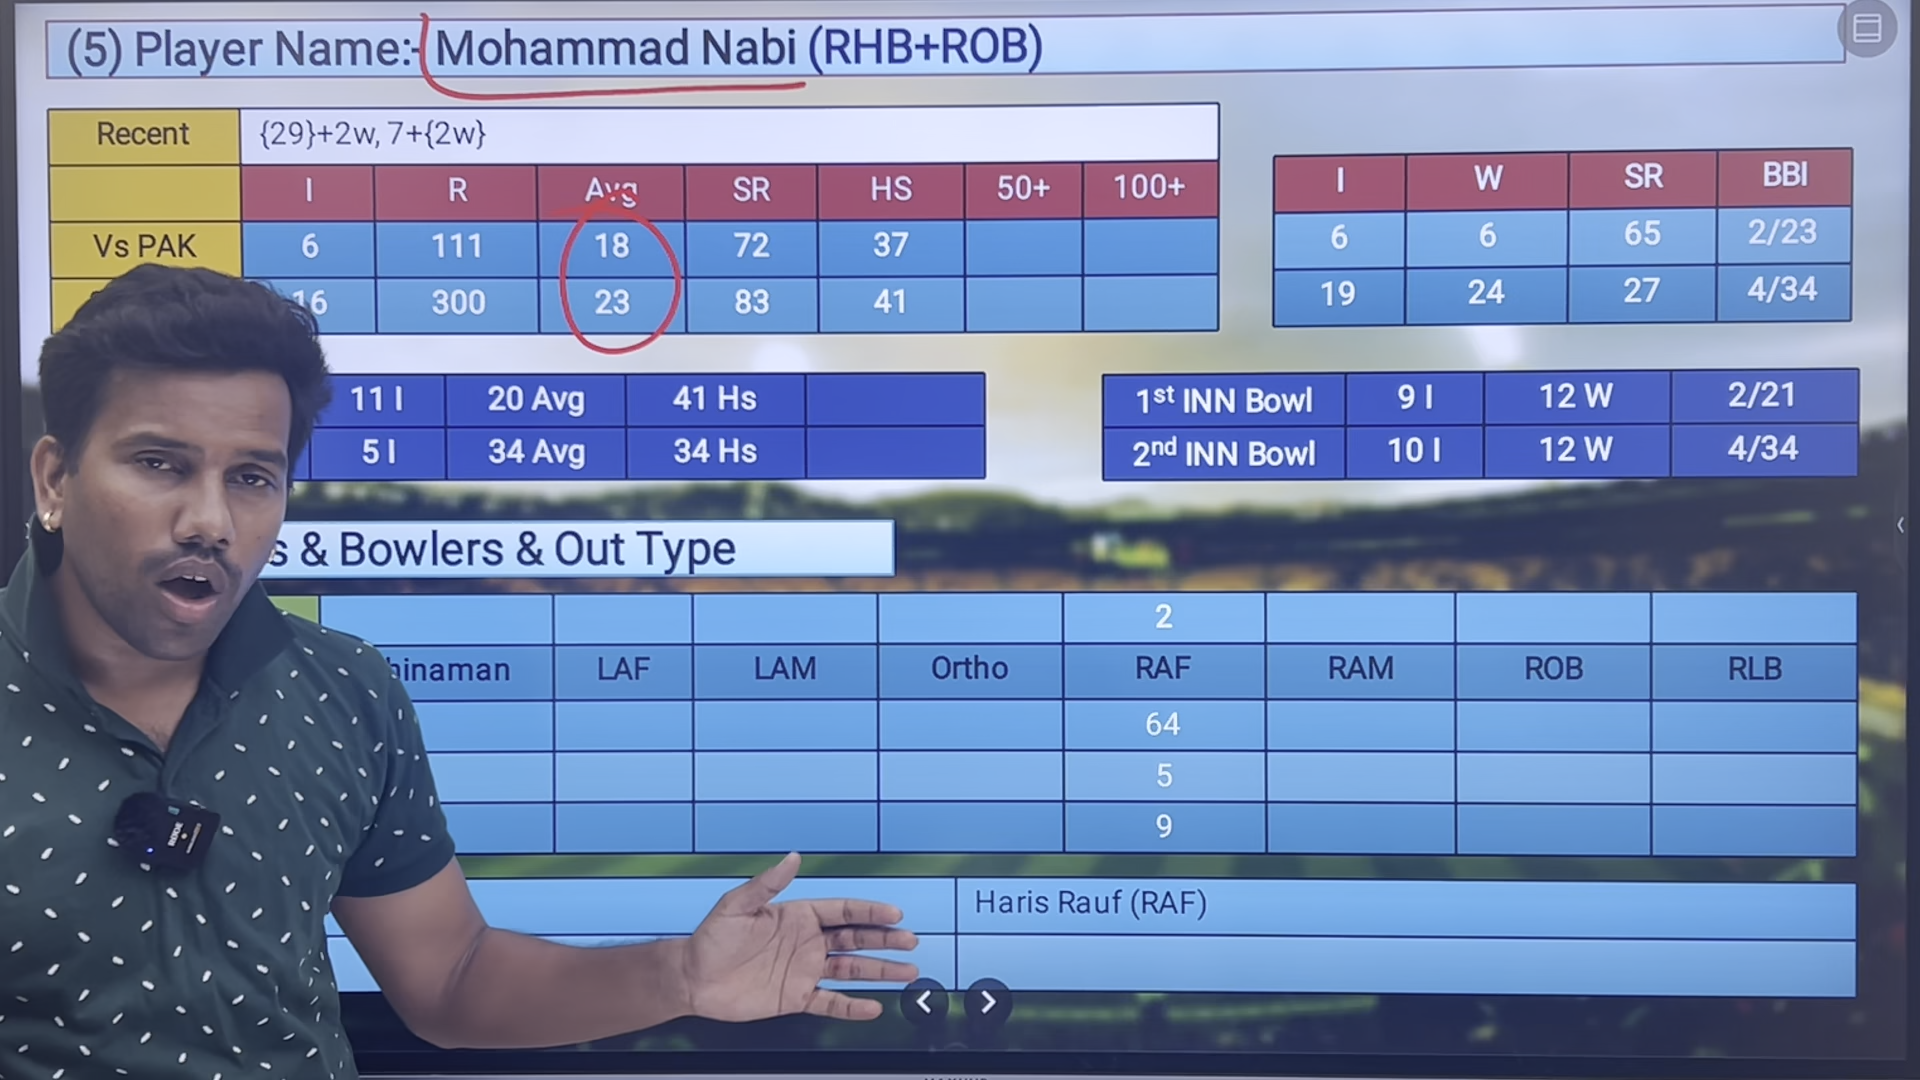 (5) Player Name:- Mohammad Nabi (RHB+ROB)
Recent {29}+2w, 7+{2w}
I R Avg SR HS 50+ 100+
Vs PAK 6 111 18 72 37
16 300 23 83 41
I W SR BBI
6 6 65 2/23
19 24 27 4/34
11 I 20 Avg 41 Hs
5 I 34 Avg 34 Hs
1st INN Bowl 9 I 12 W 2/21
2nd INN Bowl 10 I 12 W 4/34
s & Bowlers & Out Type
2
hinaman LAF LAM Ortho RAF RAM ROB RLB
64
5
9
Haris Rauf (RAF)
RØDE